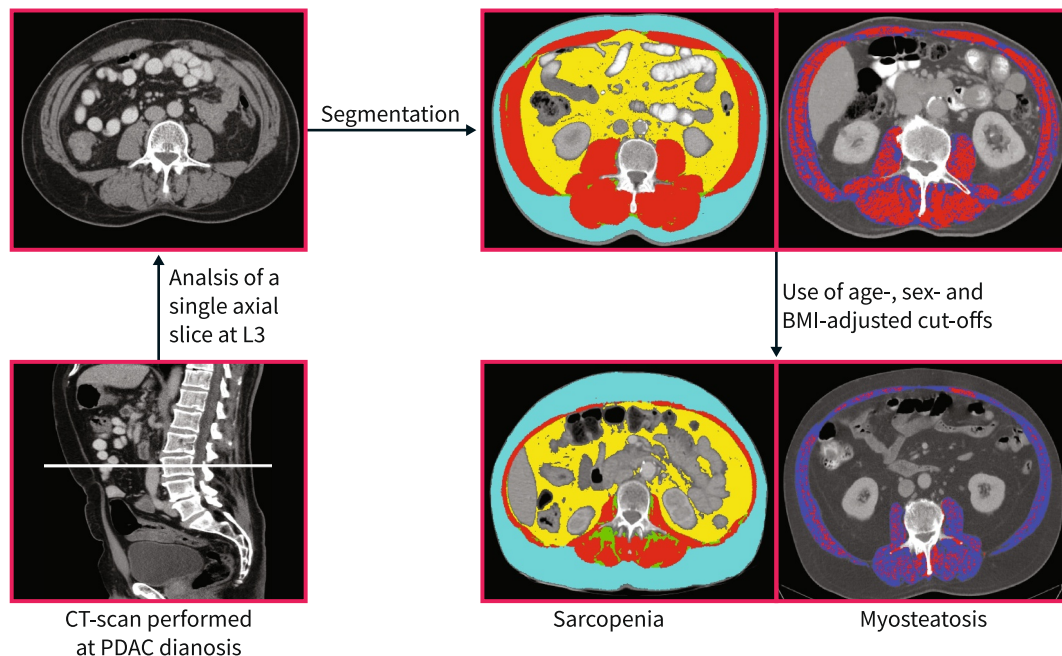 Segmentation
Analsis of a
single axial
slice at L3
Use of age-, sex- and
BMI-adjusted cut-offs
CT-scan performed
at PDAC dianosis
Sarcopenia
Myosteatosis